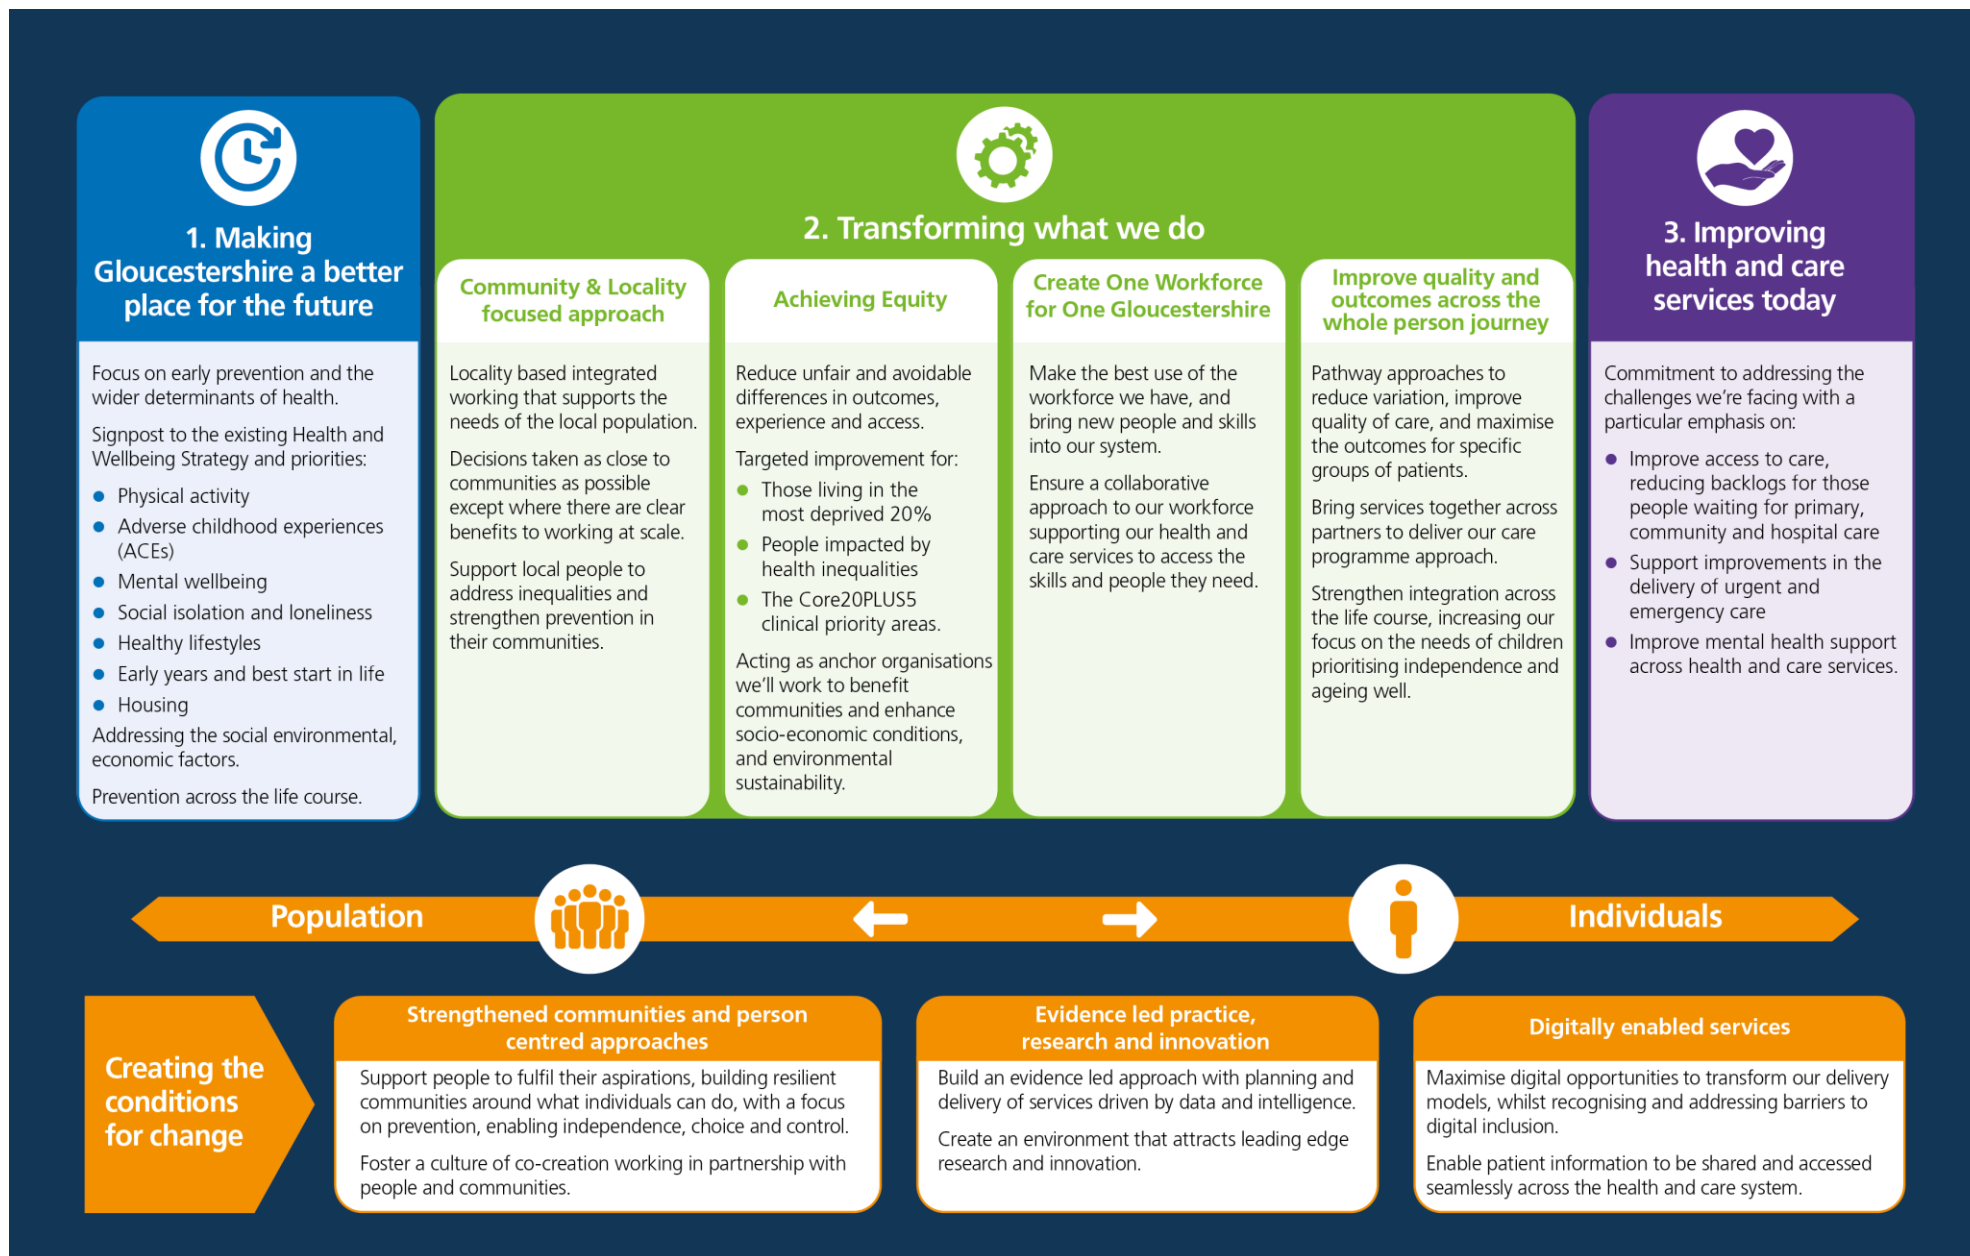 1. Making
Gloucestershire a better
place for the future
Focus on early prevention and the
wider determinants of health.
Signpost to the existing Health and
Wellbeing Strategy and priorities:
● Physical activity
● Adverse childhood experiences
(ACEs)
● Mental wellbeing
● Social isolation and loneliness
● Healthy lifestyles
● Early years and best start in life
● Housing
Addressing the social environmental,
economic factors.
Prevention across the life course.
2. Transforming what we do
Community & Locality
focused approach
Locality based integrated
working that supports the
needs of the local population.
Decisions taken as close to
communities as possible
except where there are clear
benefits to working at scale.
Support local people to
address inequalities and
strengthen prevention in
their communities.
Achieving Equity
Reduce unfair and avoidable
differences in outcomes,
experience and access.
Targeted improvement for:
● Those living in the
most deprived 20%
● People impacted by
health inequalities
● The Core20PLUS5
clinical priority areas.
Acting as anchor organisations
we’ll work to benefit
communities and enhance
socio-economic conditions,
and environmental
sustainability.
Create One Workforce
for One Gloucestershire
Make the best use of the
workforce we have, and
bring new people and skills
into our system.
Ensure a collaborative
approach to our workforce
supporting our health and
care services to access the
skills and people they need.
Improve quality and
outcomes across the
whole person journey
Pathway approaches to
reduce variation, improve
quality of care, and maximise
the outcomes for specific
groups of patients.
Bring services together across
partners to deliver our care
programme approach.
Strengthen integration across
the life course, increasing our
focus on the needs of children
prioritising independence and
ageing well.
3. Improving
health and care
services today
Commitment to addressing the
challenges we’re facing with a
particular emphasis on:
● Improve access to care,
reducing backlogs for those
people waiting for primary,
community and hospital care
● Support improvements in the
delivery of urgent and
emergency care
● Improve mental health support
across health and care services.
Population
Individuals
Creating the
conditions
for change
Strengthened communities and person
centred approaches
Support people to fulfil their aspirations, building resilient
communities around what individuals can do, with a focus
on prevention, enabling independence, choice and control.
Foster a culture of co-creation working in partnership with
people and communities.
Evidence led practice,
research and innovation
Build an evidence led approach with planning and
delivery of services driven by data and intelligence.
Create an environment that attracts leading edge
research and innovation.
Digitally enabled services
Maximise digital opportunities to transform our delivery
models, whilst recognising and addressing barriers to
digital inclusion.
Enable patient information to be shared and accessed
seamlessly across the health and care system.